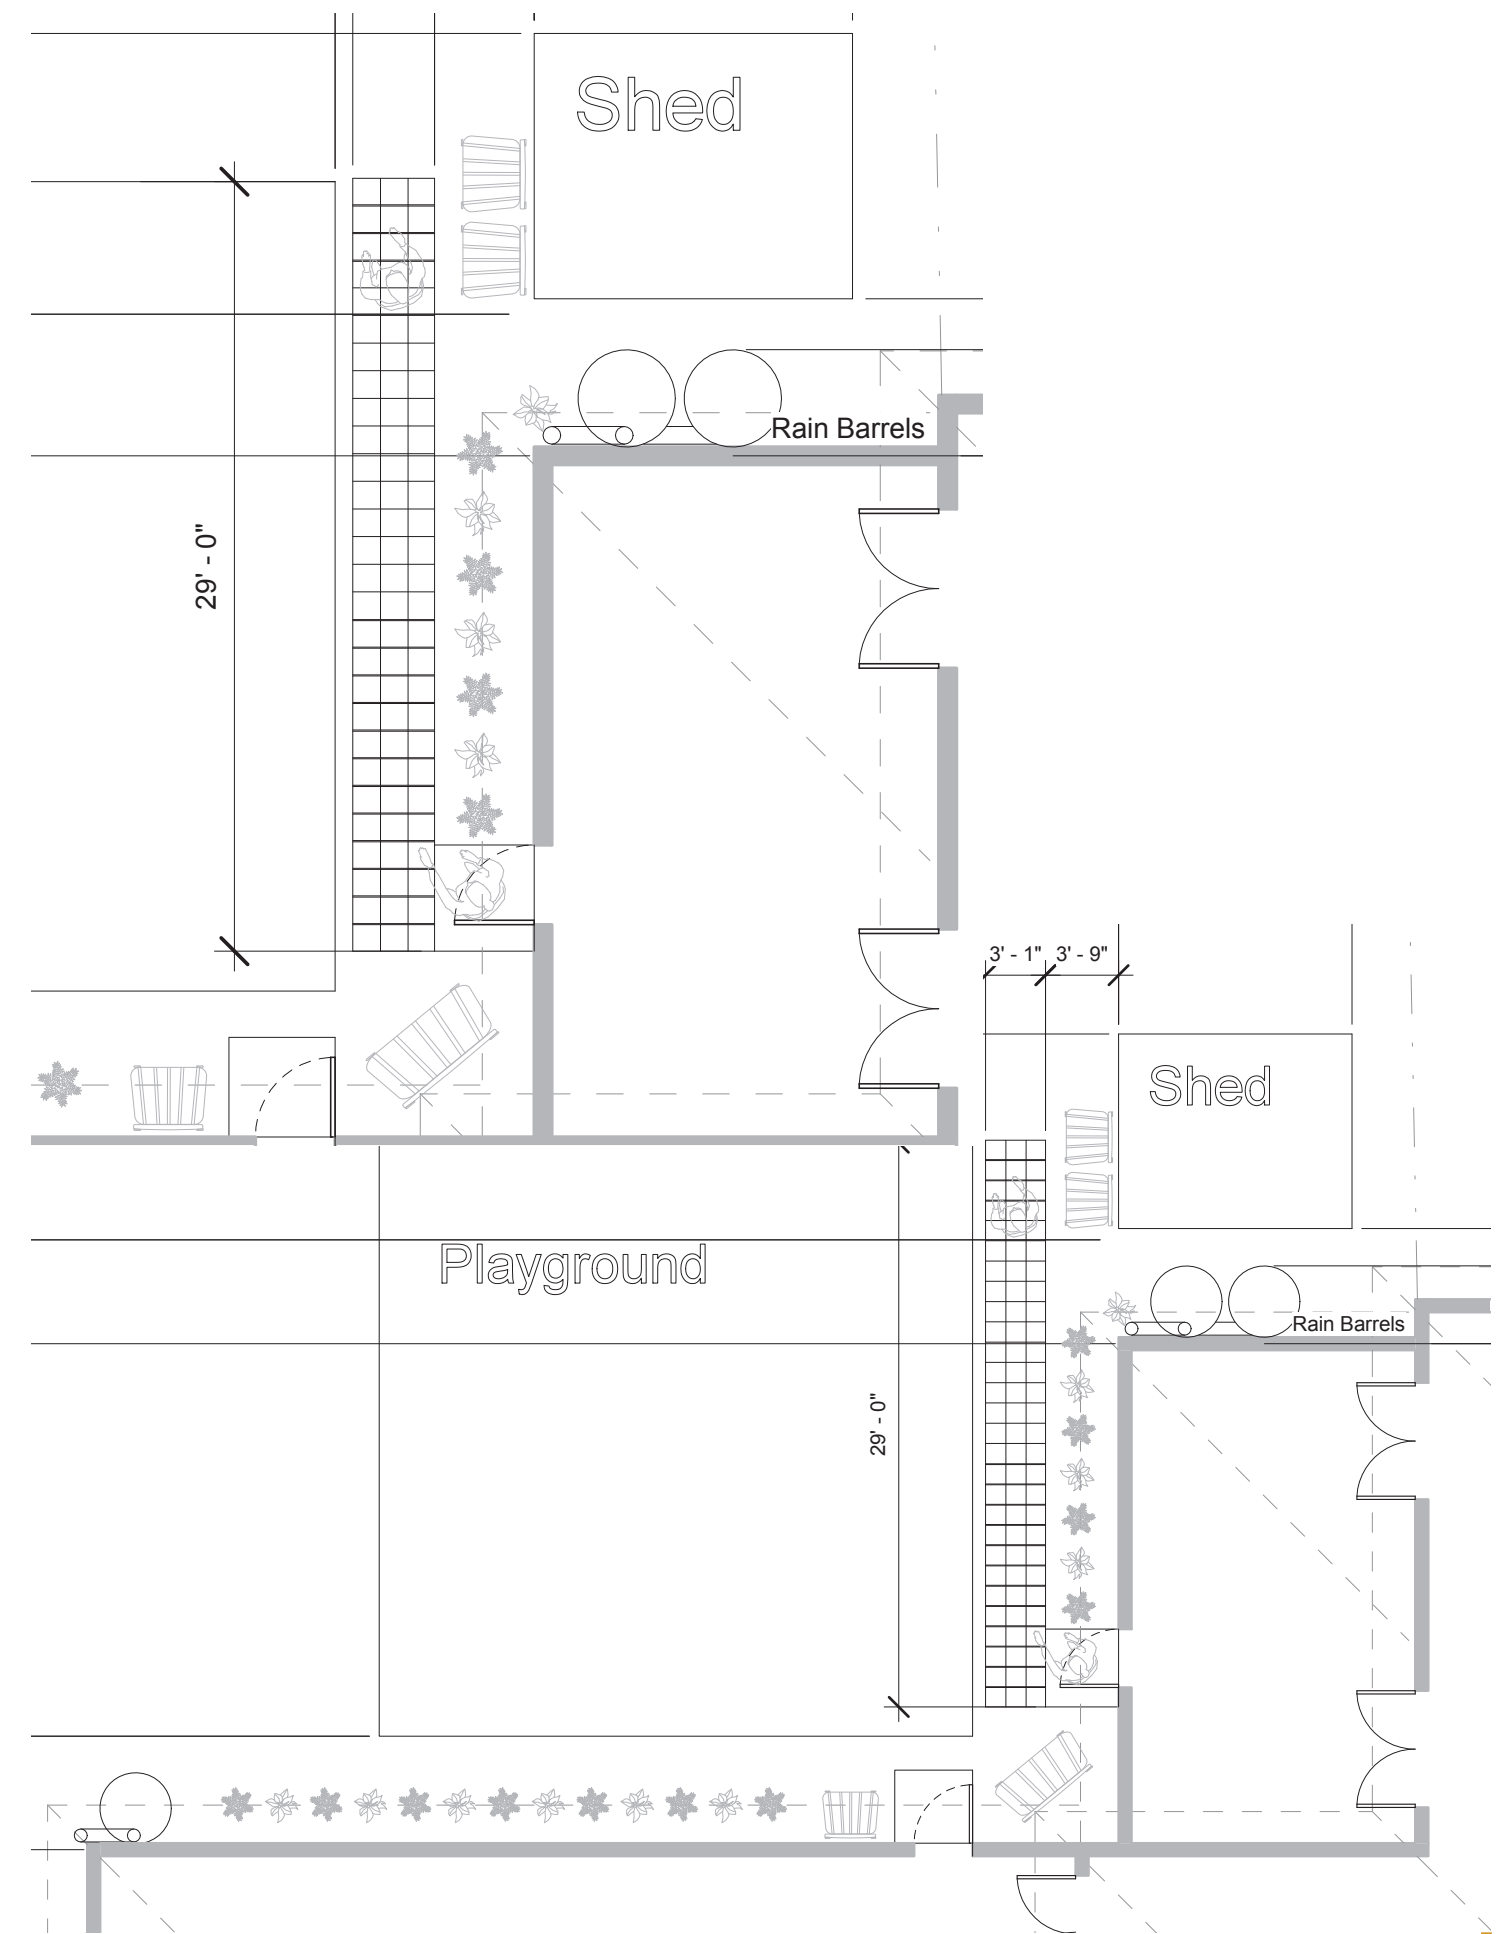 Shed
Rain Barrels
29' - 0"
3' - 1" 3' - 9"
Shed
Playground
Rain Barrels
29' - 0"